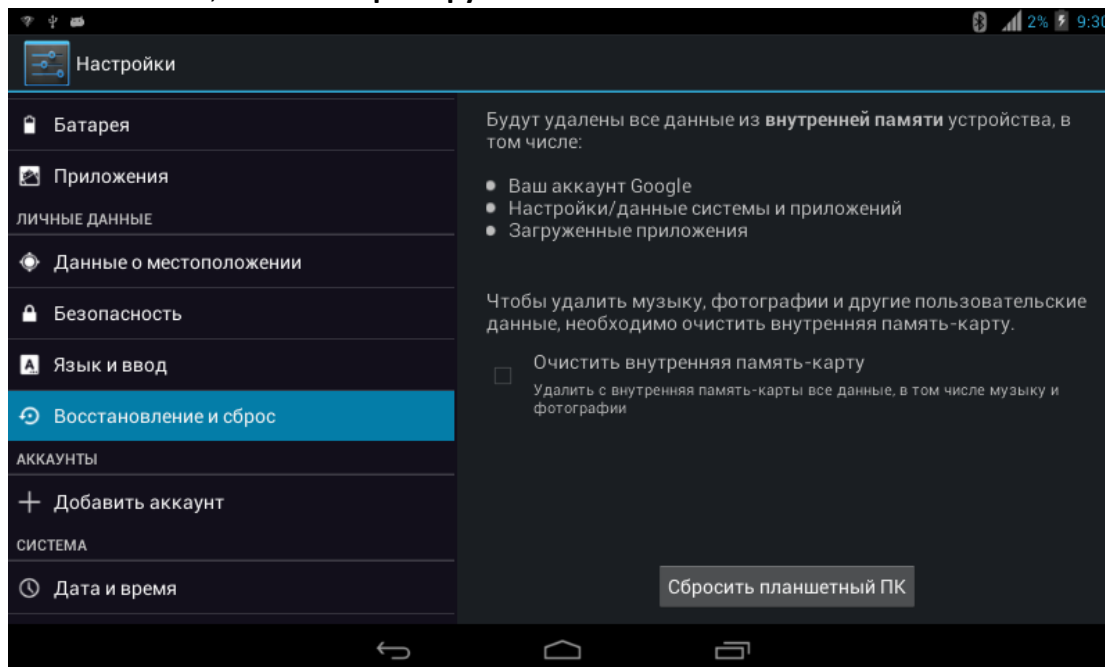 2% 9:30
Настройки
Батарея
Приложения
ЛИЧНЫЕ ДАННЫЕ
Данные о местоположении
Безопасность
Язык и ввод
Восстановление и сброс
АККАУНТЫ
Добавить аккаунт
СИСТЕМА
Дата и время
Будут удалены все данные из внутренней памяти устройства, в
том числе:
Ваш аккаунт Google
Настройки/данные системы и приложений
Загруженные приложения
Чтобы удалить музыку, фотографии и другие пользовательские
данные, необходимо очистить внутренняя память-карту.
Очистить внутренняя память-карту
Удалить с внутренняя память-карты все данные, в том числе музыку и
фотографии
Сбросить планшетный ПК